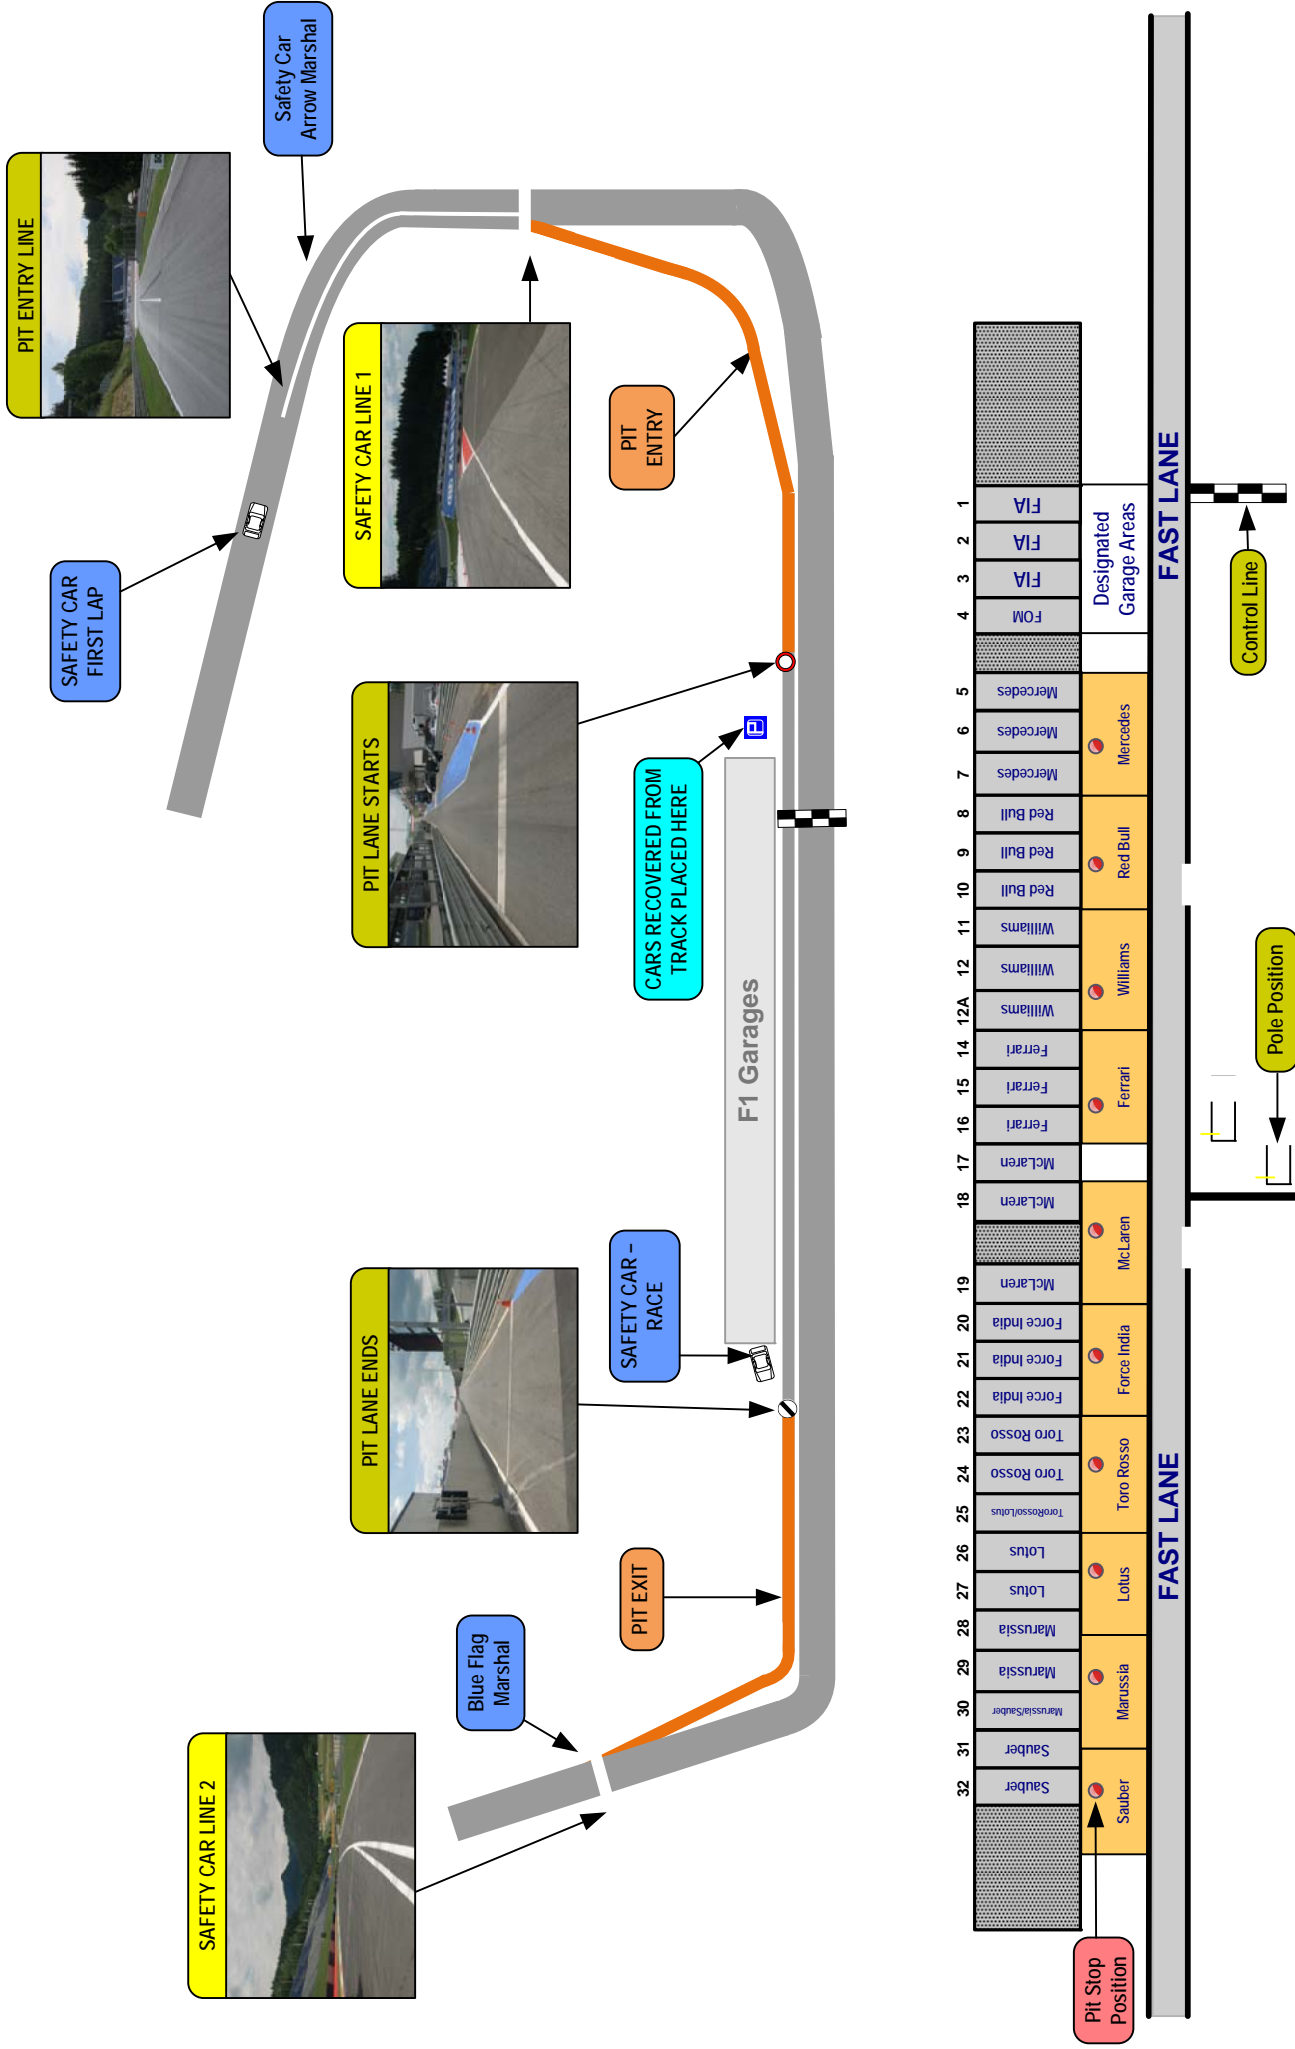 PIT ENTRY LINE
SAFETY CAR
FIRST LAP
SAFETY CAR LINE 2
Safety Car
Arrow Marshal
SAFETY CAR LINE 1
PIT LANE ENDS
PIT LANE STARTS
Blue Flag
Marshal
PIT EXIT
SAFETY CAR –
RACE
CARS RECOVERED FROM
TRACK PLACED HERE
PIT
ENTRY
F1 Garages
32 31 30 29 28 27 26 25 24 23 22 21 20 19 18 17 16 15 14 12A 12 11 10 9 8 7 6 5 4 3 2 1
Sauber Sauber Marussia/Sauber Marussia Marussia Lotus Lotus ToroRosso/Lotus Toro Rosso Toro Rosso Force India Force India Force India McLaren McLaren McLaren Ferrari Ferrari Ferrari Williams Williams Williams Red Bull Red Bull Red Bull Mercedes Mercedes Mercedes FOM FIA FIA FIA
Pit Stop
Position
Sauber Marussia Lotus Toro Rosso Force India McLaren Ferrari Williams Red Bull Mercedes
Designated
Garage Areas
FAST LANE FAST LANE
Control Line
Pole Position